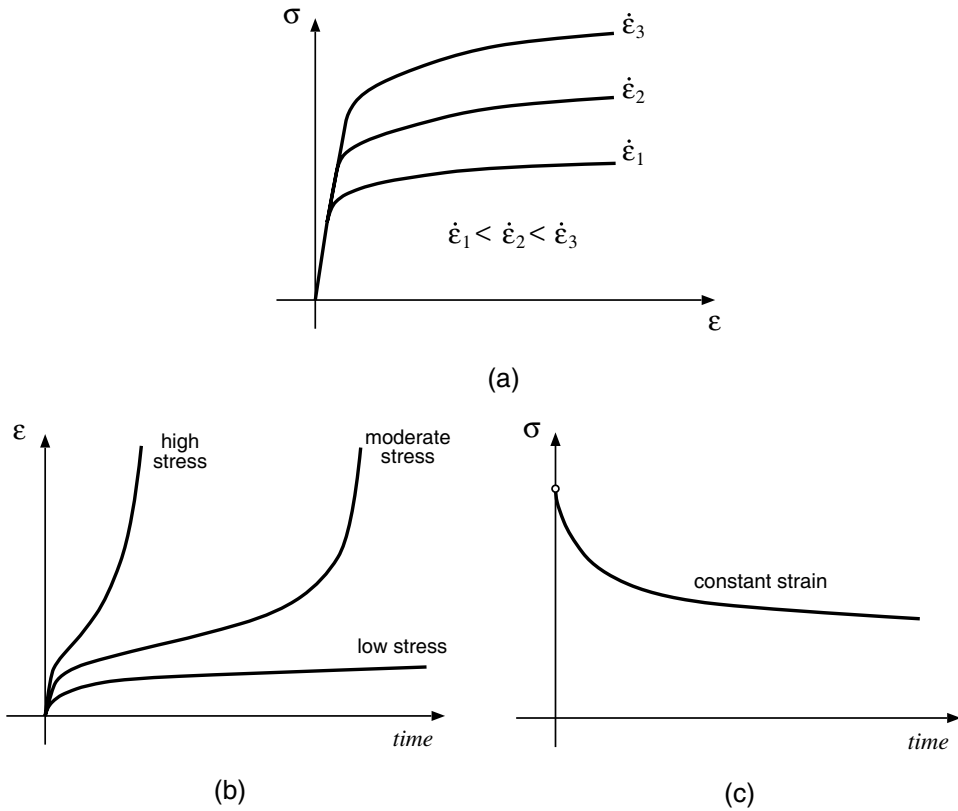 σ
ε̇3
ε̇2
ε̇1
ε̇1 < ε̇2 < ε̇3
ε
(a)
ε
high
stress
moderate
stress
low stress
time
(b)
σ
constant strain
time
(c)